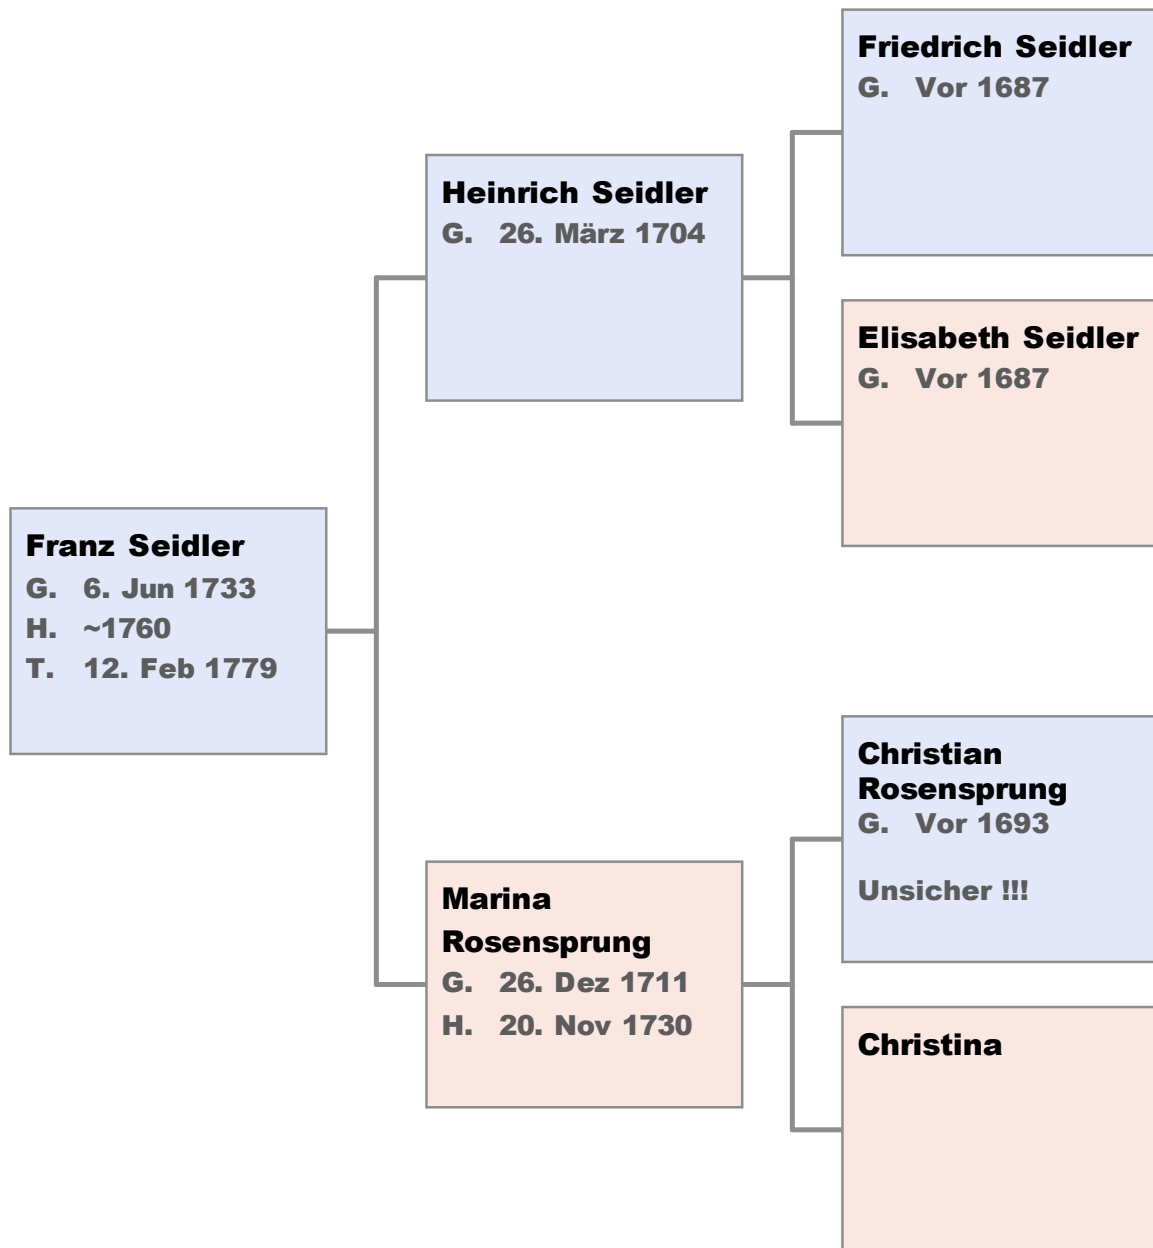 Friedrich Seidler
G. Vor 1687
Heinrich Seidler
G. 26. März 1704
Elisabeth Seidler
G. Vor 1687
Franz Seidler
G. 6. Jun 1733
H. ~1760
T. 12. Feb 1779
Christian
Rosensprung
G. Vor 1693
Unsicher !!!
Marina
Rosensprung
G. 26. Dez 1711
H. 20. Nov 1730
Christina